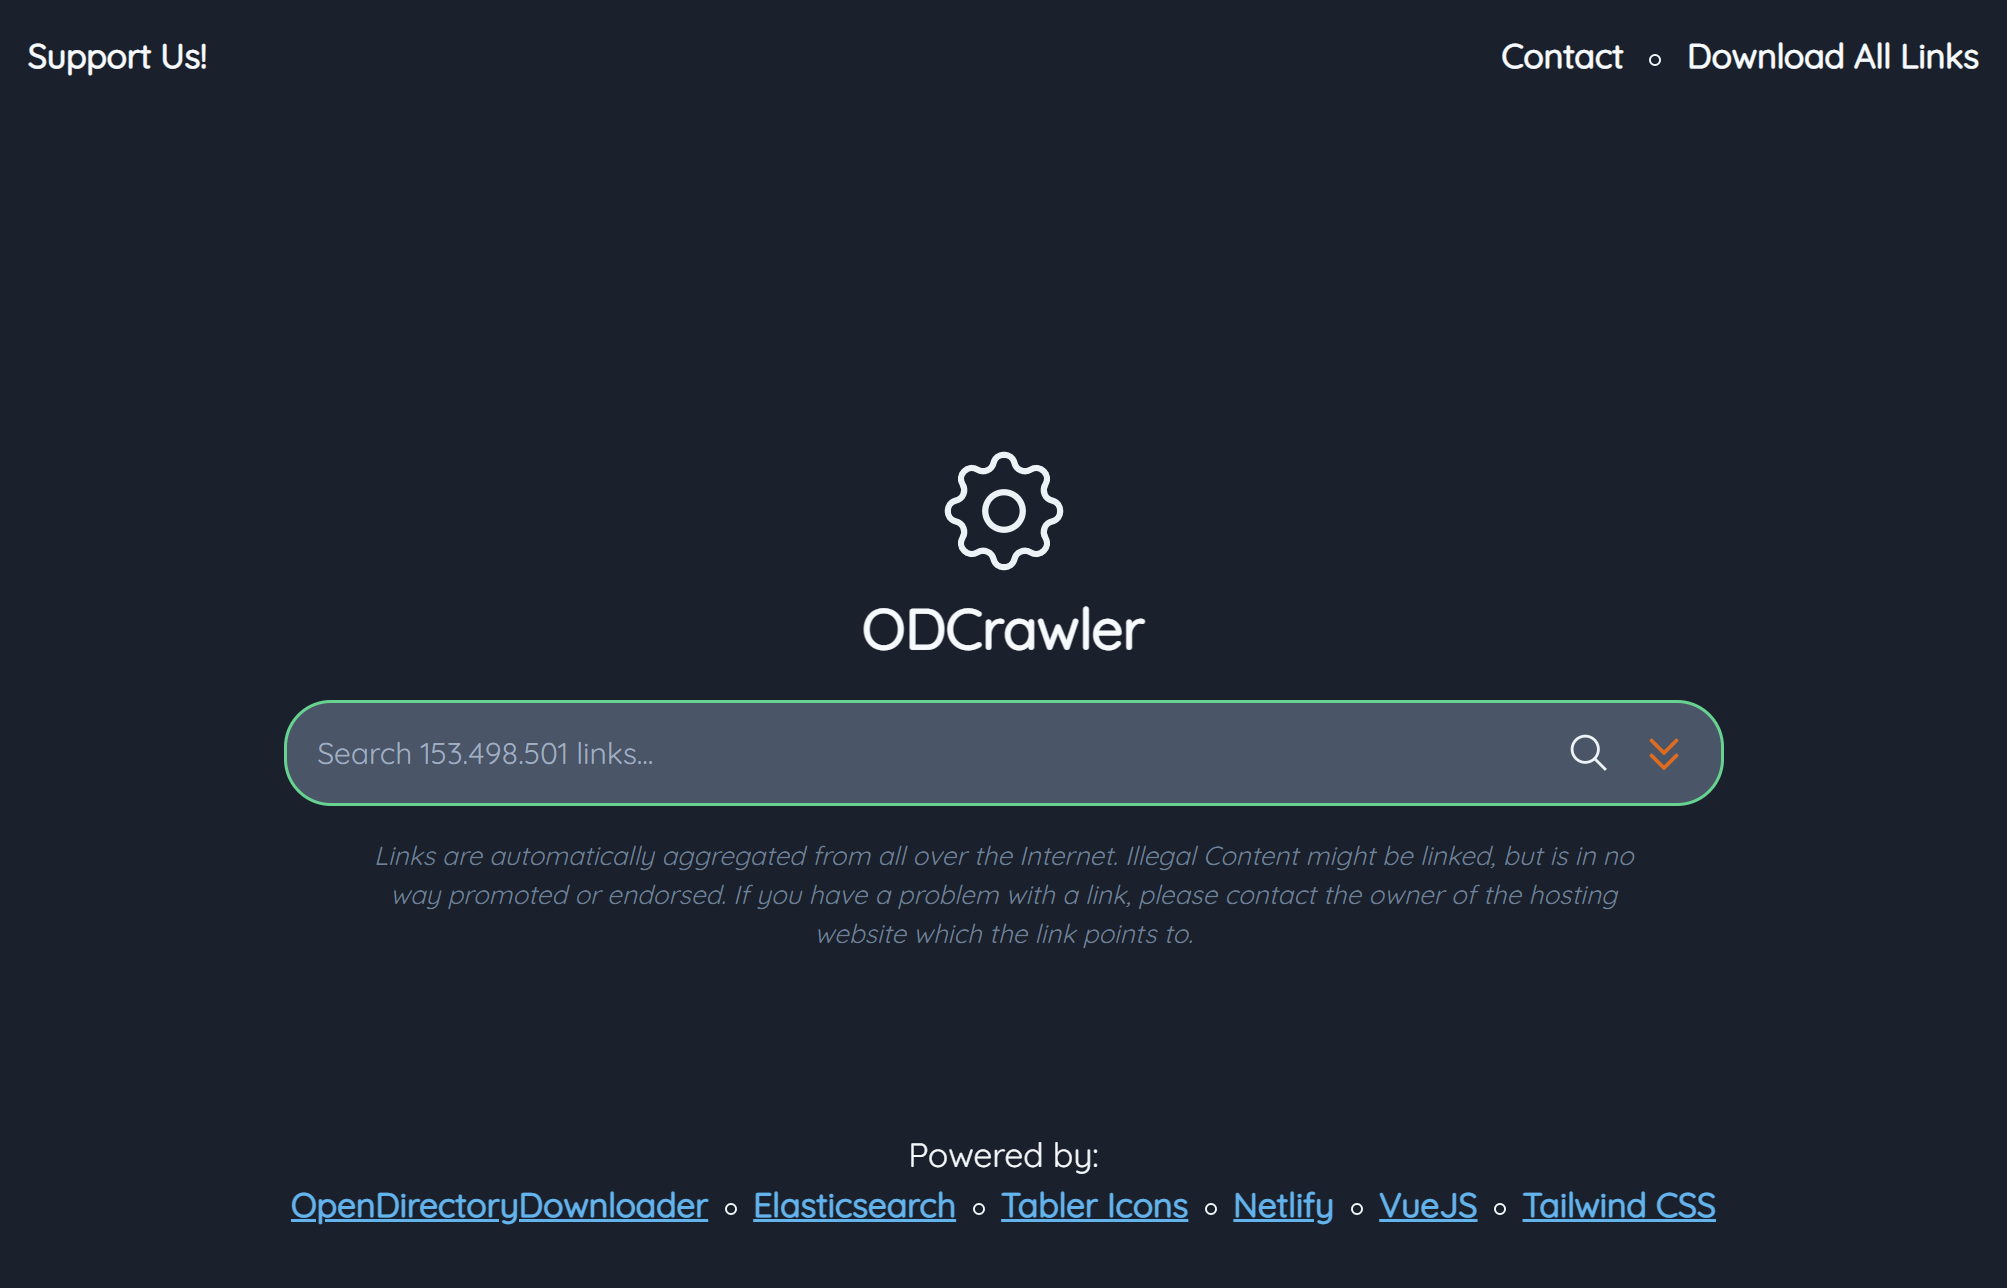 Support Us!
Contact
Download All Links
ODCrawler
Search 153.498.501 links...
Links are automatically aggregated from all over the Internet. Illegal Content might be linked, but is in no
way promoted or endorsed. If you have a problem with a link, please contact the owner of the hosting
website which the link points to.
Powered by:
OpenDirectoryDownloader Elasticsearch Tabler Icons Netlify VueJS Tailwind CSS